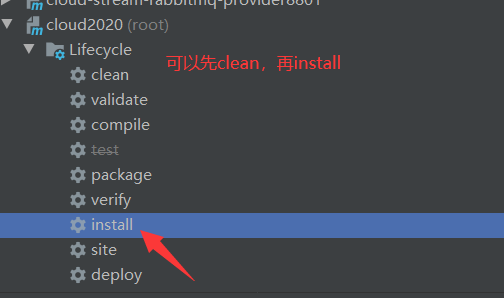 cloud-stream-rabbitmq-provider8801
cloud2020 (root)
Lifecycle
可以先clean，再install
clean
validate
compile
test
package
verify
install
site
deploy